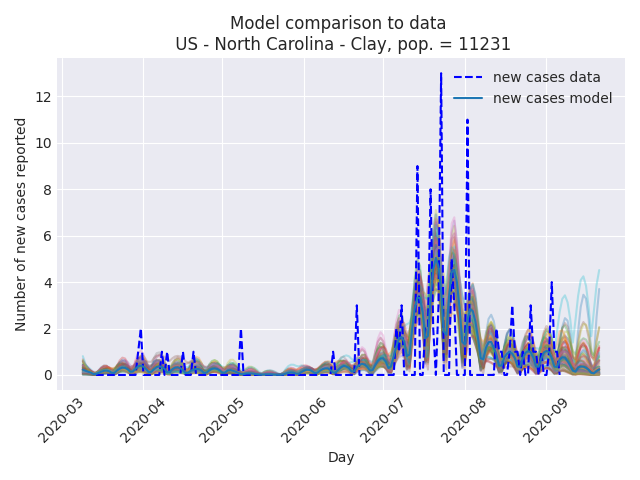 Model comparison to data
US - North Carolina - Clay, pop. = 11231
new cases data
new cases model
Number of new cases reported
12
10
8
6
4
2
0
2020-03
2020-04
2020-05
2020-06
2020-07
2020-08
2020-09
Day